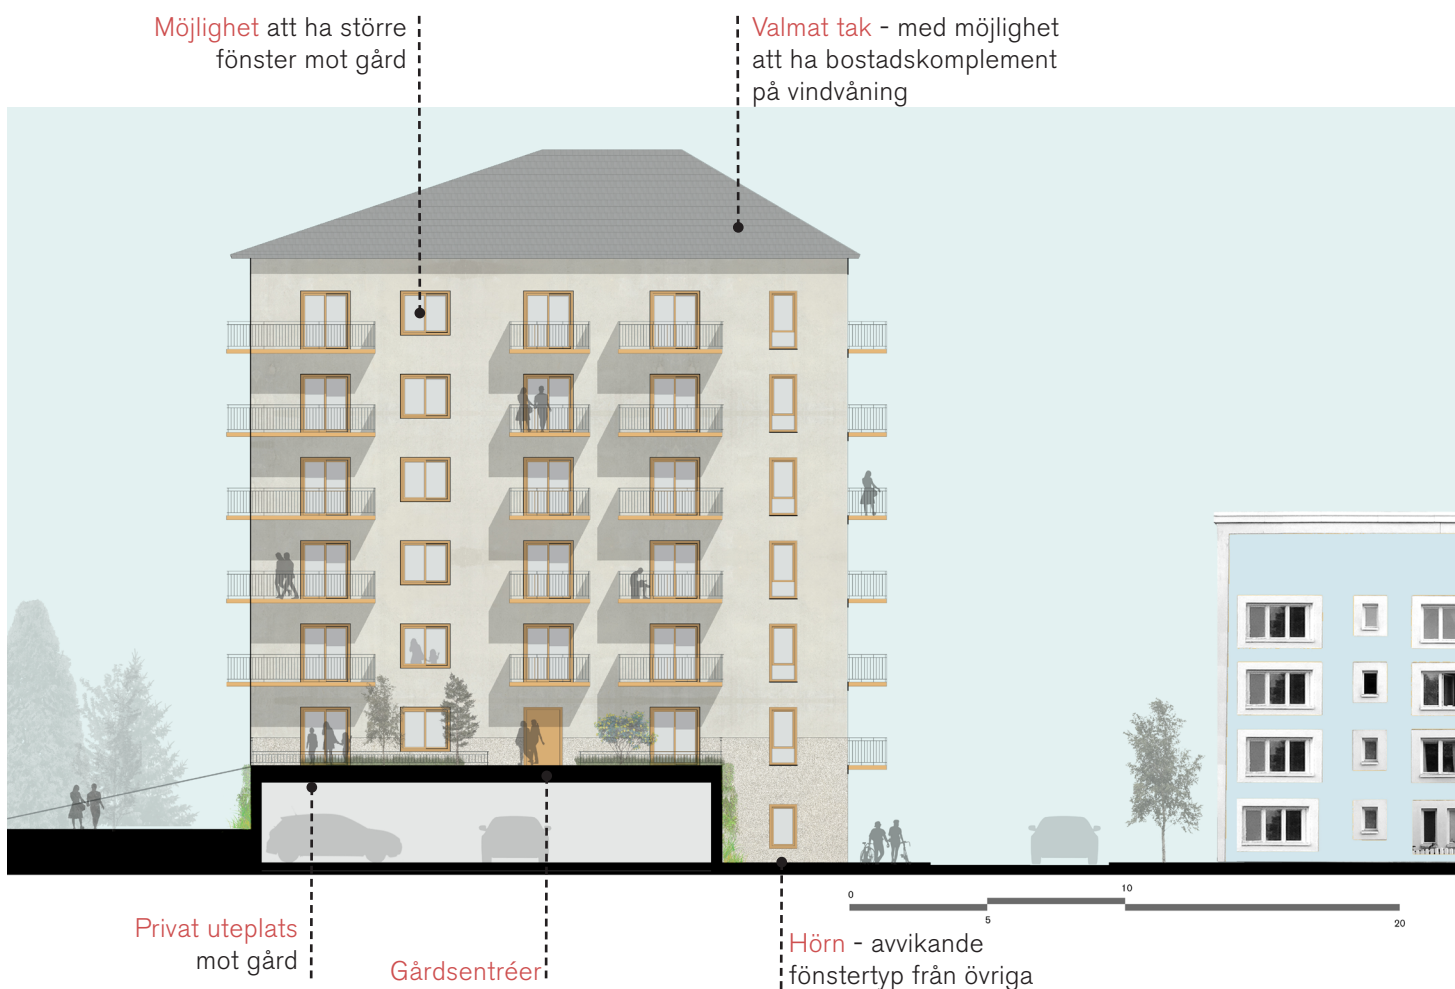 Möjlighet att ha större
fönster mot gård
Valmat tak - med möjlighet
att ha bostadskomplement
på vindvåning
0
10
5
20
Privat uteplats
mot gård
Gårdsentréer
Hörn - avvikande
fönstertyp från övriga